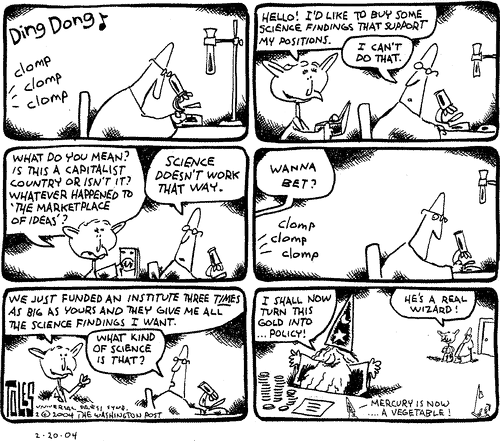 Ding Dong♪
clomp
clomp
clomp
HELLO! I'D LIKE TO BUY SOME
SCIENCE FINDINGS THAT SUPPORT
MY POSITIONS.
I CAN'T
DO THAT.
WHAT DO YOU MEAN?
IS THIS A CAPITALIST
COUNTRY OR ISN'T IT?
WHATEVER HAPPENED TO
'THE MARKETPLACE
OF IDEAS'?
SCIENCE
DOESN'T WORK
THAT WAY.
WANNA
BET?
clomp
clomp
clomp
WE JUST FUNDED AN INSTITUTE THREE TIMES
AS BIG AS YOURS AND THEY GIVE ME ALL
THE SCIENCE FINDINGS I WANT.
WHAT KIND
OF SCIENCE
IS THAT?
TOLES
UNIVERSAL PRESS SYND.
©2004 THE WASHINGTON POST
I SHALL NOW
TURN THIS
GOLD INTO
... POLICY!
HE'S A REAL
WIZARD!
MERCURY IS NOW
.... A VEGETABLE!
2-20-04